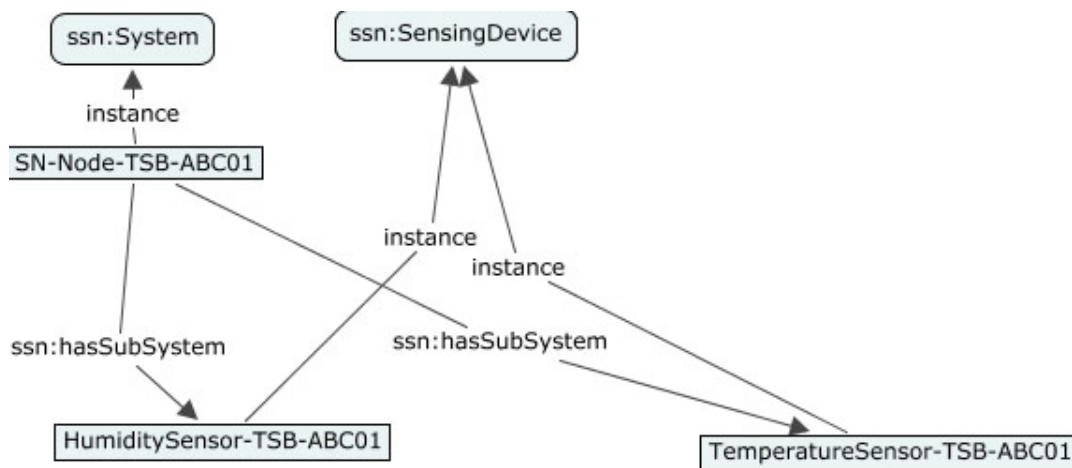 ssn:System
ssn:SensingDevice
instance
SN-Node-TSB-ABC01
instance
instance
ssn:hasSubSystem
ssn:hasSubSystem
HumiditySensor-TSB-ABC01
TemperatureSensor-TSB-ABC01